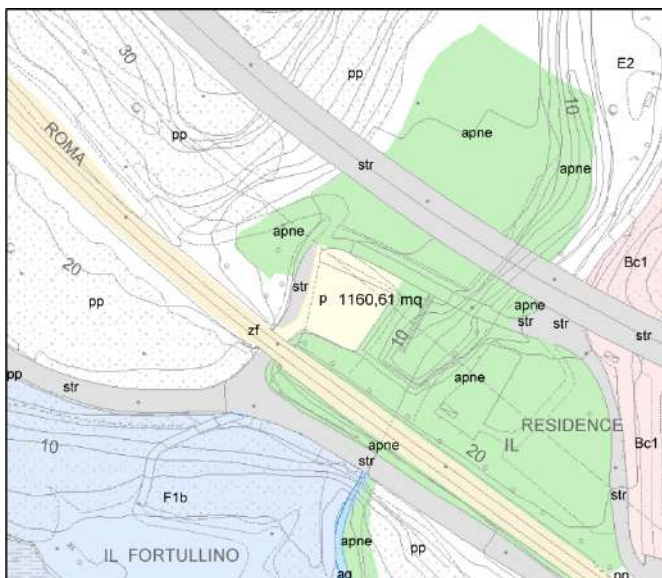 30
pp
E2
pp
10
apne
ROMA
str
apne
apne
20
str
Bc1
pp
p 1160,61 mq
apne
str
str
str
10
zf
apne
pp
str
RESIDENCE
20
IL
apne
10
str
Bc1
F1b
str
IL FORTULLINO
apne
pp
pp
aq